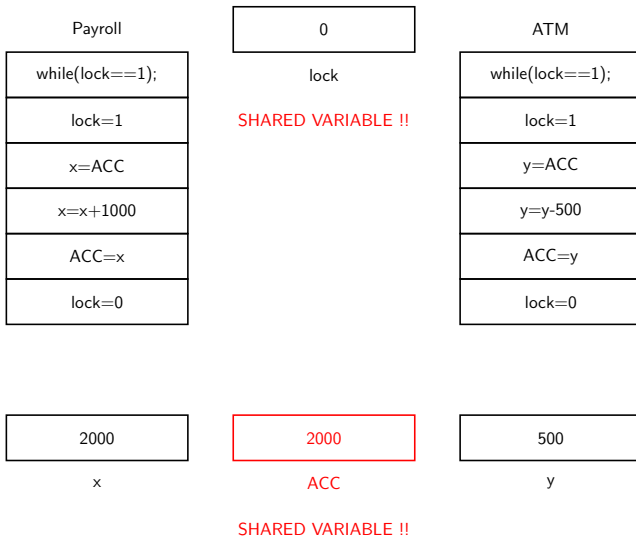 Payroll
while(lock==1);
lock=1
x=ACC
x=x+1000
ACC=x
lock=0
0
lock
SHARED VARIABLE !!
ATM
while(lock==1);
lock=1
y=ACC
y=y-500
ACC=y
lock=0
2000
x
2000
ACC
SHARED VARIABLE !!
500
y